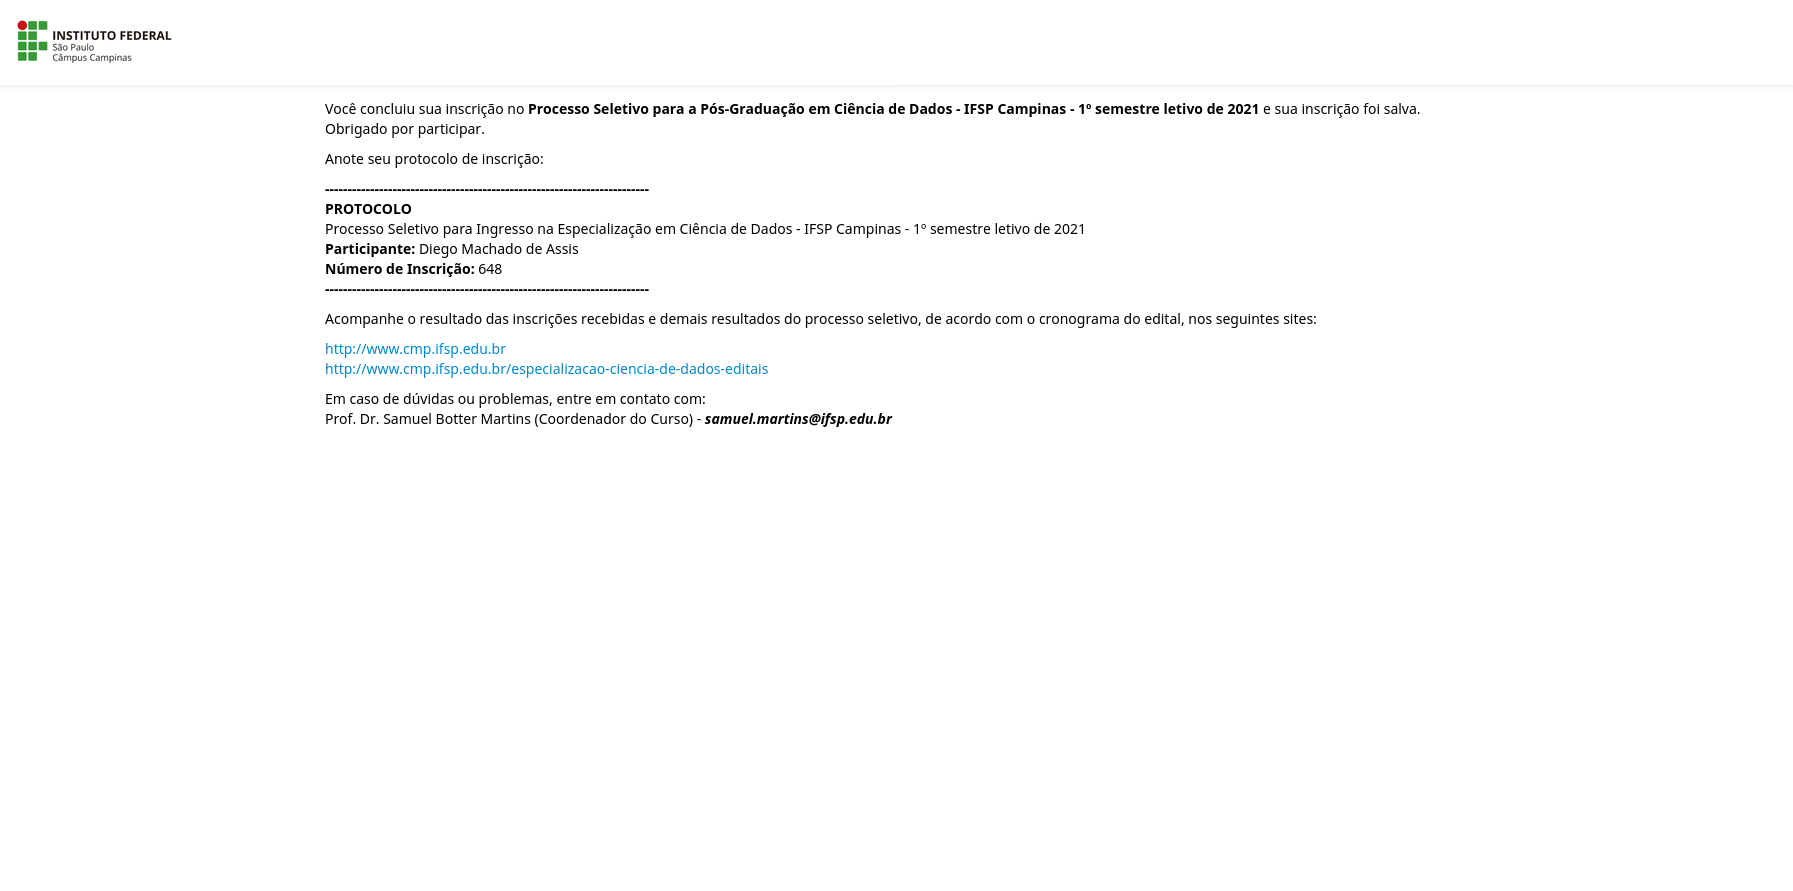 INSTITUTO FEDERAL
São Paulo
Câmpus Campinas
Você concluiu sua inscrição no Processo Seletivo para a Pós-Graduação em Ciência de Dados - IFSP Campinas - 1º semestre letivo de 2021 e sua inscrição foi salva.
Obrigado por participar.
Anote seu protocolo de inscrição:
------------------------------------------------------------------------
PROTOCOLO
Processo Seletivo para Ingresso na Especialização em Ciência de Dados - IFSP Campinas - 1º semestre letivo de 2021
Participante: Diego Machado de Assis
Número de Inscrição: 648
------------------------------------------------------------------------
Acompanhe o resultado das inscrições recebidas e demais resultados do processo seletivo, de acordo com o cronograma do edital, nos seguintes sites:
http://www.cmp.ifsp.edu.br
http://www.cmp.ifsp.edu.br/especializacao-ciencia-de-dados-editais
Em caso de dúvidas ou problemas, entre em contato com:
Prof. Dr. Samuel Botter Martins (Coordenador do Curso) - samuel.martins@ifsp.edu.br